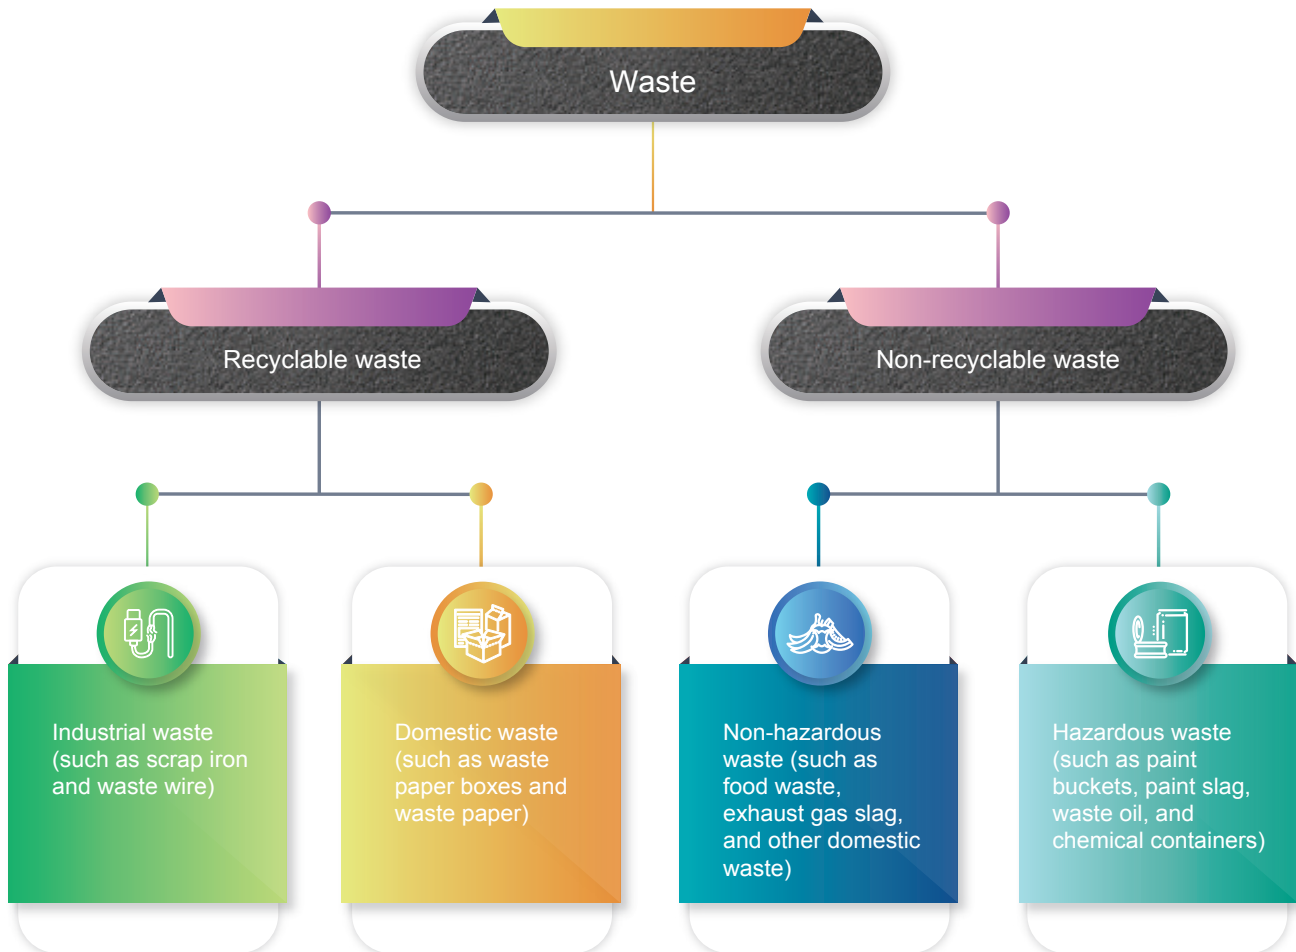 Waste
Recyclable waste
Non-recyclable waste
Industrial waste
(such as scrap iron
and waste wire)
Domestic waste
(such as waste
paper boxes and
waste paper)
Non-hazardous
waste (such as
food waste,
exhaust gas slag,
and other domestic
waste)
Hazardous waste
(such as paint
buckets, paint slag,
waste oil, and
chemical containers)